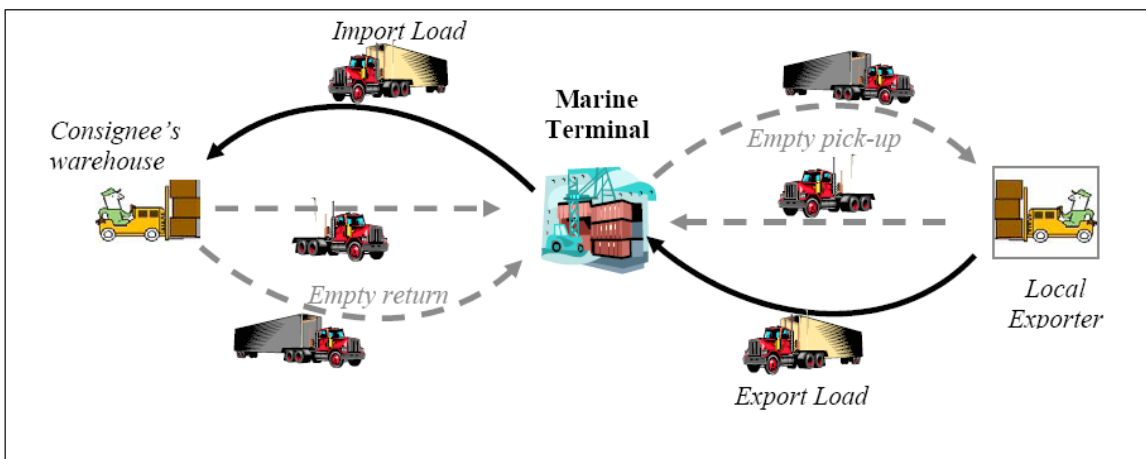 Import Load
Marine
Terminal
Consignee's
warehouse
Empty pick-up
Empty return
Local
Exporter
Export Load